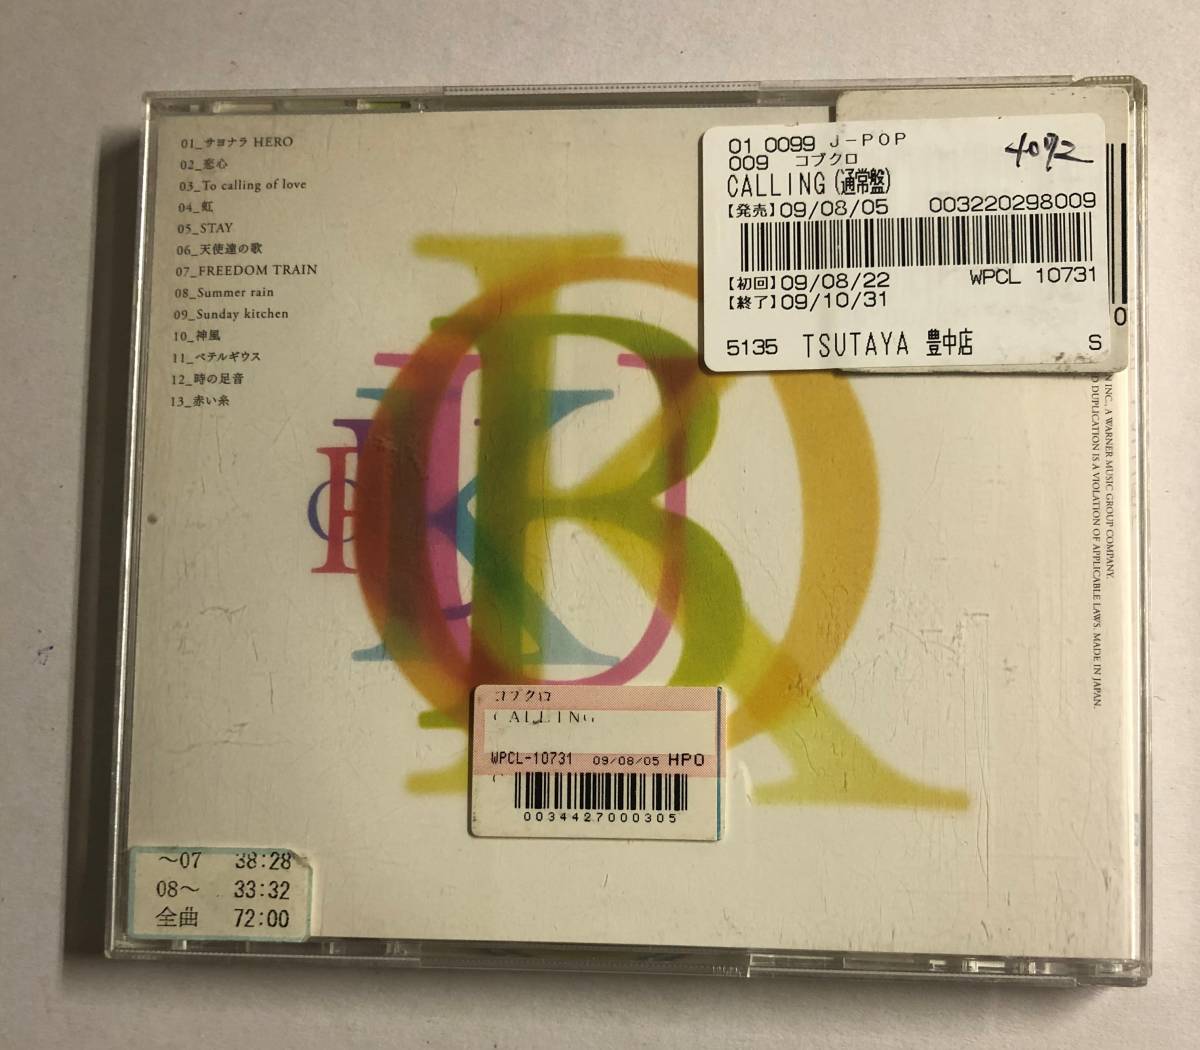 01_サヨナラ HERO
02_恋心
03_To calling of love
04_虹
05_STAY
06_天使達の歌
07_FREEDOM TRAIN
08_Summer rain
09_Sunday kitchen
10_神風
11_ベテルギウス
12_時の足音
13_赤い糸
01 0099 J-POP
4072
009 コブクロ
CALLING(通常盤)
【発売】09/08/05 003220298009
【初回】09/08/22 WPCL 10731
【終了】09/10/31
5135 TSUTAYA 豊中店 S
0
N INC., A WARNER MUSIC GROUP COMPANY.
D DUPLICATION IS A VIOLATION OF APPLICABLE LAWS. MADE IN JAPAN.
コブクロ
CALLING
WPCL-10731 09/08/05 HPO
0034427000305
～07 38:28
08～ 33:32
全曲 72:00